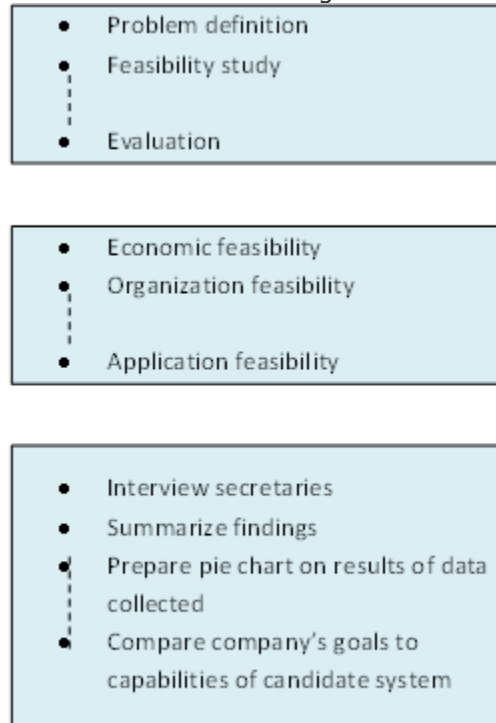 Problem definition
Feasibility study
Evaluation
Economic feasibility
Organization feasibility
Application feasibility
Interview secretaries
Summarize findings
Prepare pie chart on results of data
collected
Compare company's goals to
capabilities of candidate system